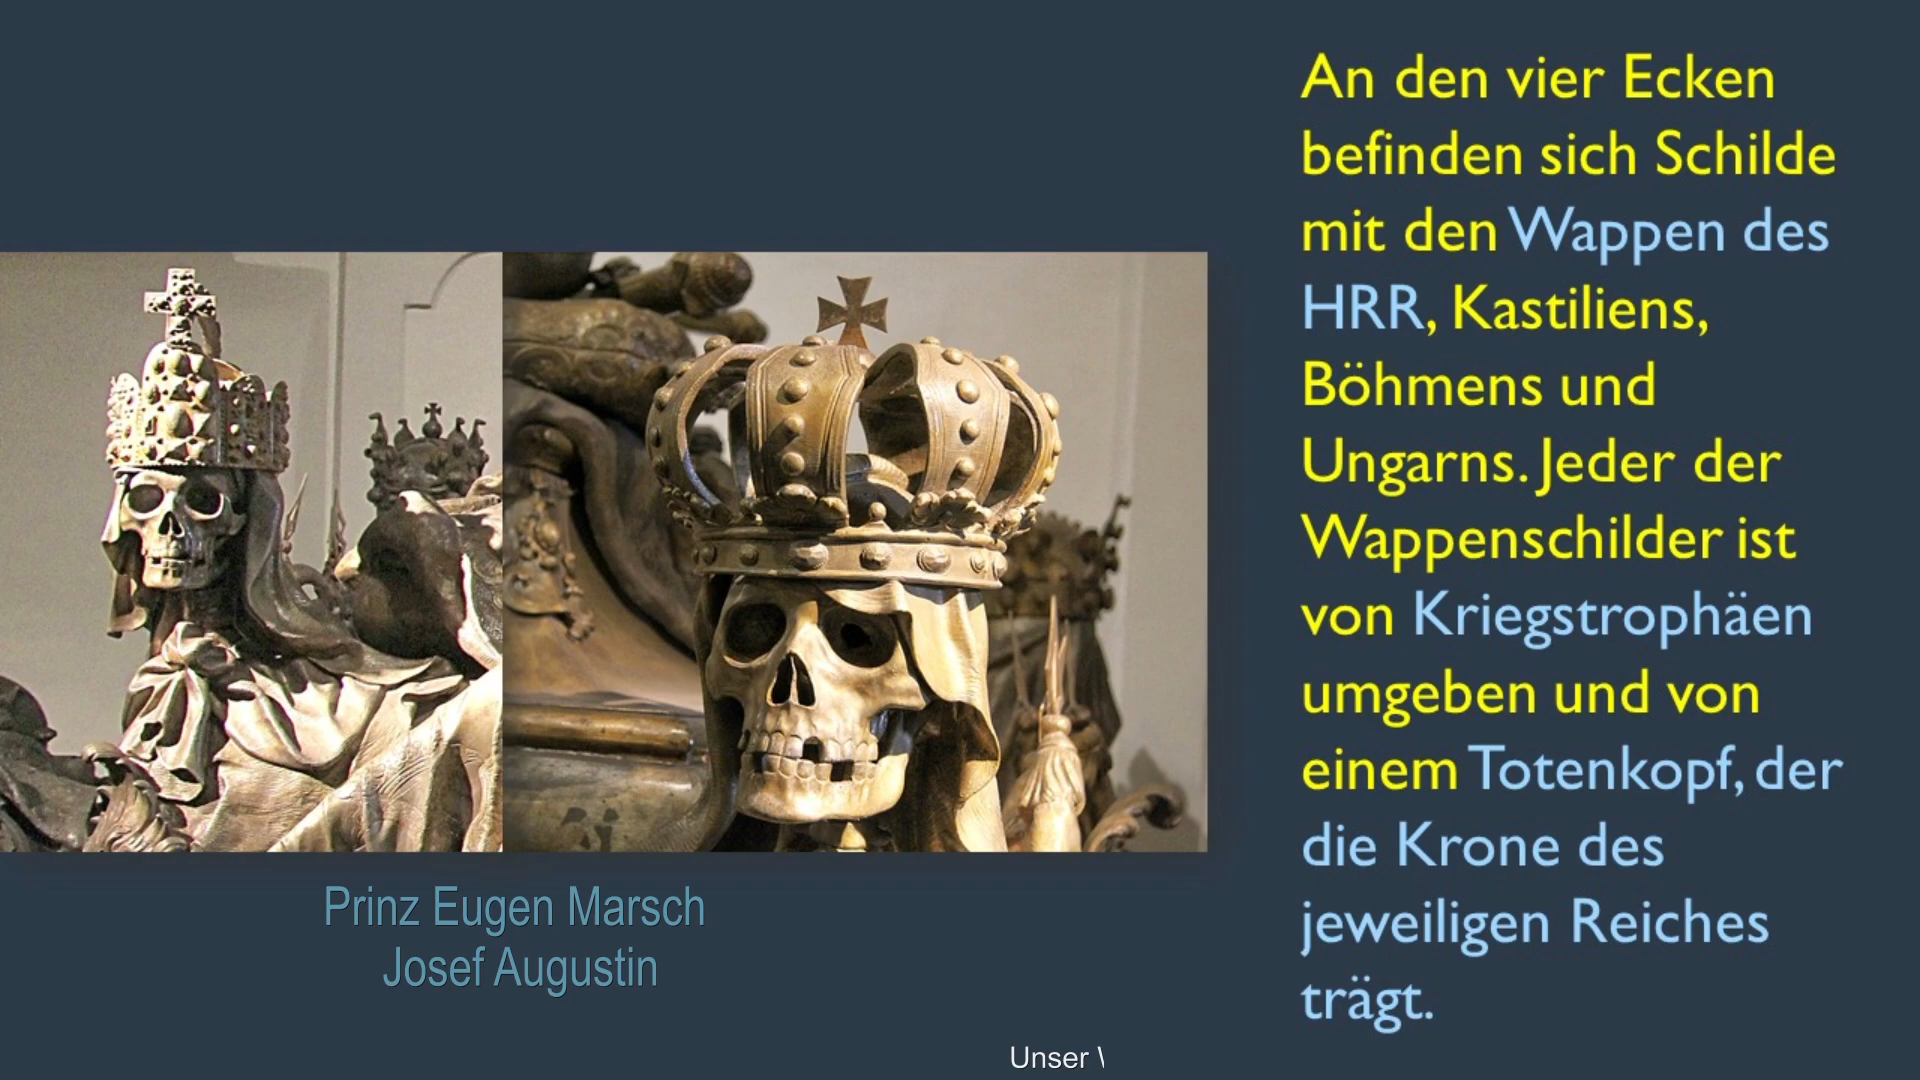 An den vier Ecken
befinden sich Schilde
mit den Wappen des
HRR, Kastiliens,
Böhmens und
Ungarns. Jeder der
Wappenschilder ist
von Kriegstrophäen
umgeben und von
einem Totenkopf, der
die Krone des
jeweiligen Reiches
trägt.
Prinz Eugen Marsch
Josef Augustin
Unser